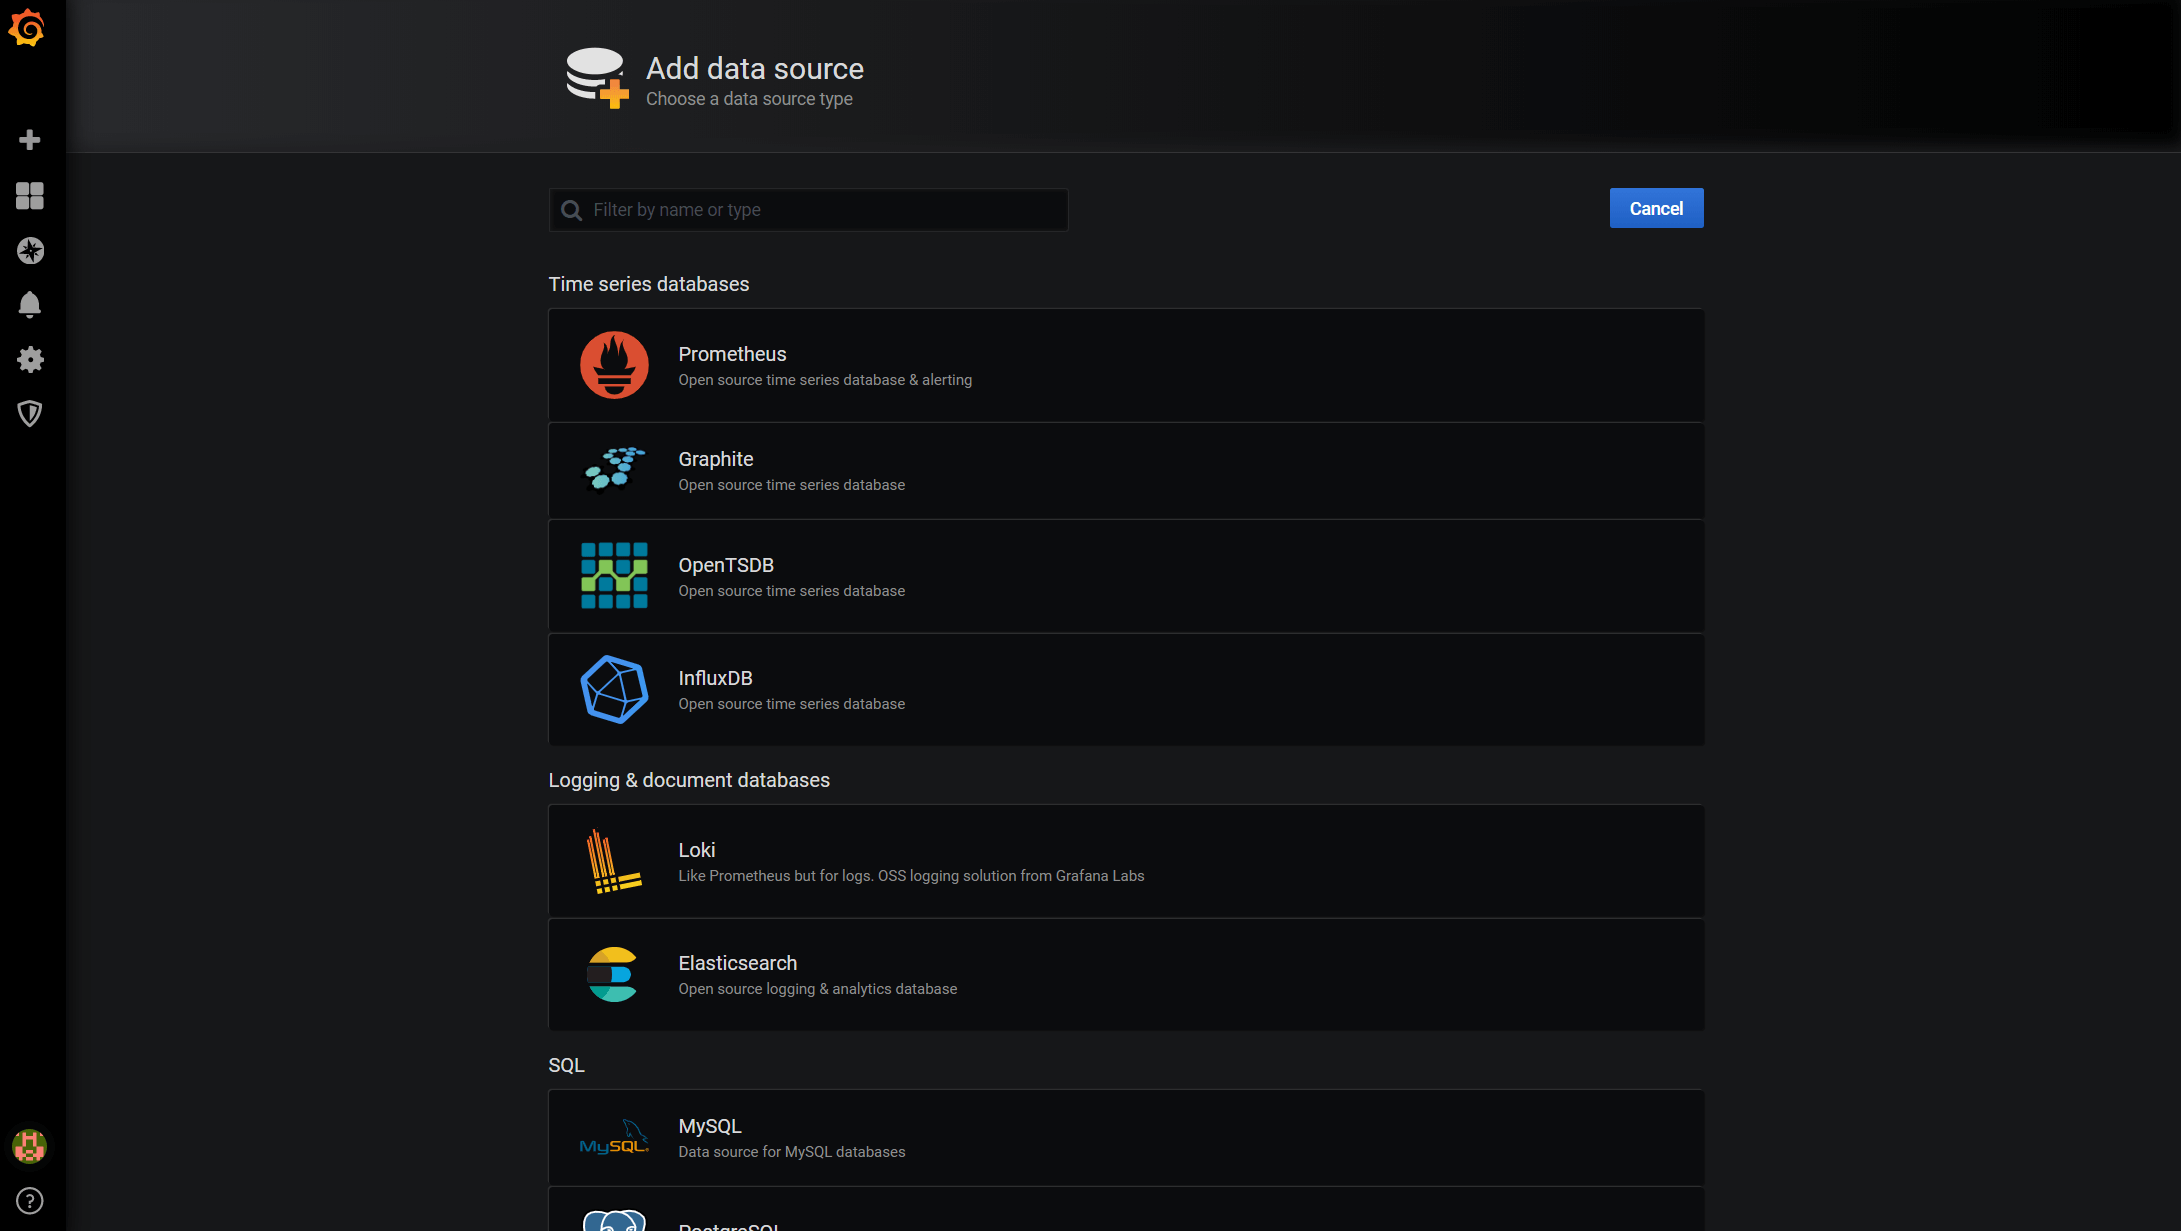 Add data source
Choose a data source type
Filter by name or type
Cancel
Time series databases
Prometheus
Open source time series database & alerting
Graphite
Open source time series database
OpenTSDB
Open source time series database
InfluxDB
Open source time series database
Logging & document databases
Loki
Like Prometheus but for logs. OSS logging solution from Grafana Labs
Elasticsearch
Open source logging & analytics database
SQL
MySQL
MySQL
Data source for MySQL databases
PostgreSQL
?